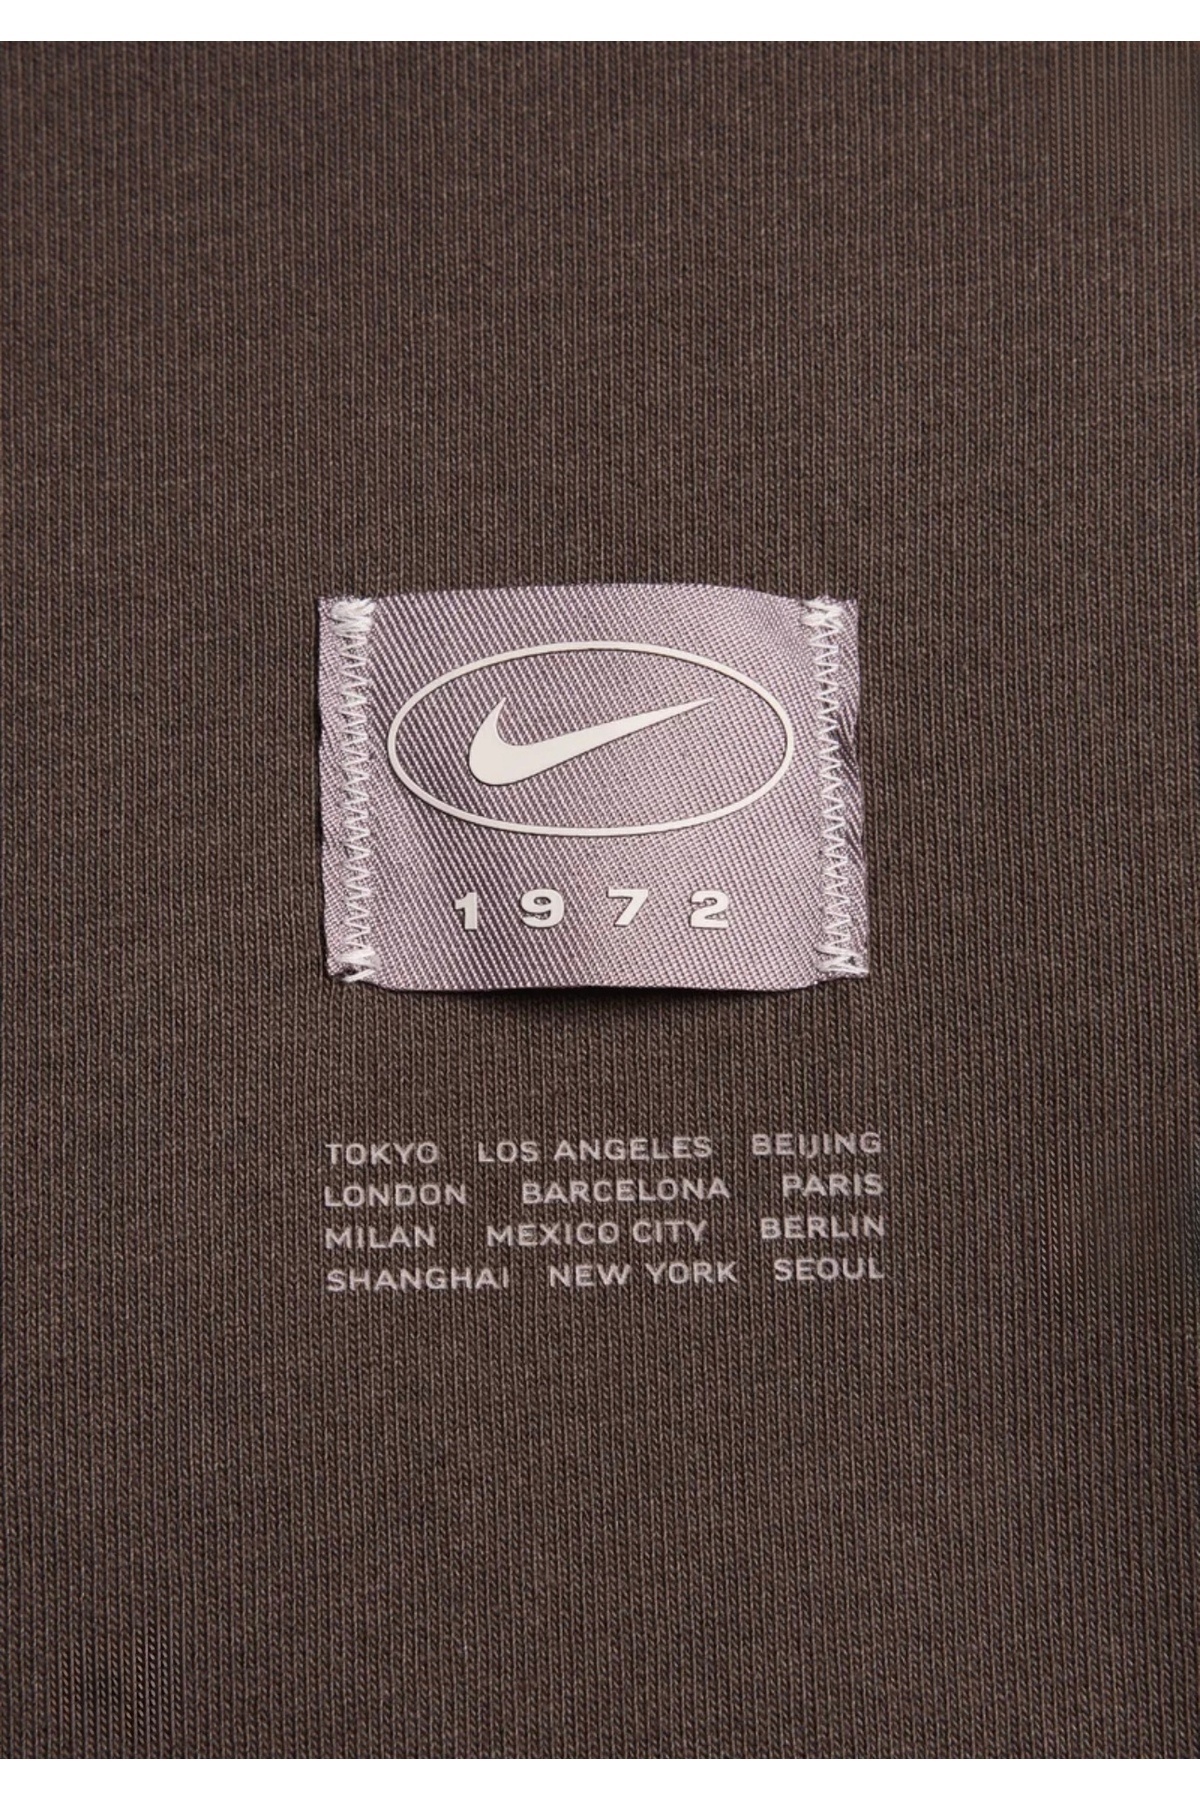 1972
TOKYO LOS ANGELES BEIJING
LONDON BARCELONA PARIS
MILAN MEXICO CITY BERLIN
SHANGHAI NEW YORK SEOUL